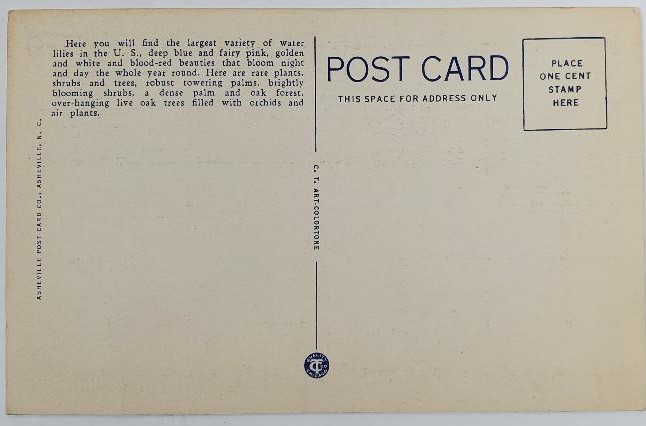 Here you will find the largest variety of water
lilies in the U. S., deep blue and fairy pink, golden
and white and blood-red beauties that bloom night
and day the whole year round. Here are rare plants,
shrubs and trees, robust towering palms, brightly
blooming shrubs, a dense palm and oak forest,
over-hanging live oak trees filled with orchids and
air plants.
ASHEVILLE POST CARD CO., ASHEVILLE, N. C.
C. T. ART-COLORTONE
POST CARD
THIS SPACE FOR ADDRESS ONLY
PLACE
ONE CENT
STAMP
HERE